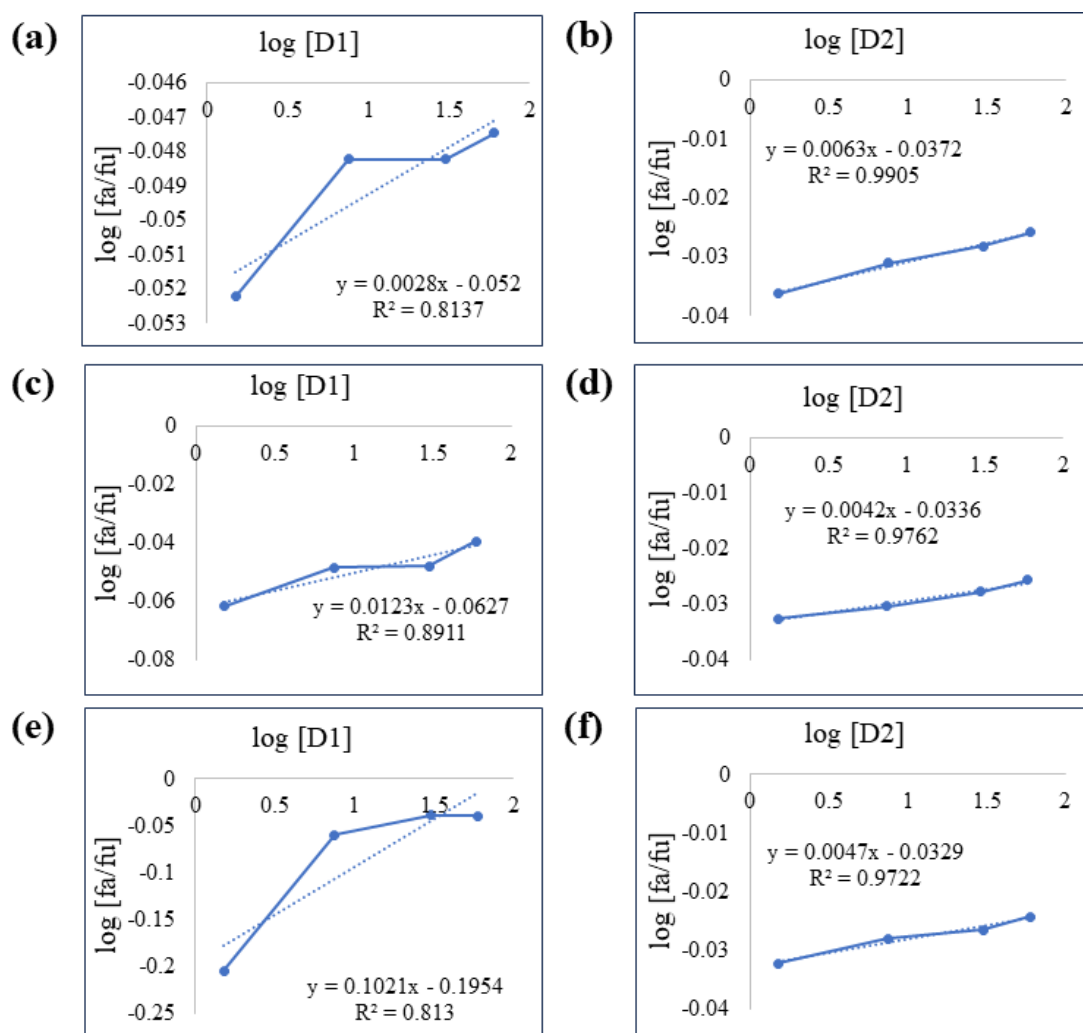 (a)
log [D1]
-0.046
0
0.5
1
1.5
2
-0.047
-0.048
-0.049
-0.05
-0.051
-0.052
-0.053
log [fa/fu]
y = 0.0028x - 0.052
R² = 0.8137
(b)
log [D2]
0
0
0.5
1
1.5
2
-0.01
-0.02
-0.03
-0.04
log [fa/fu]
y = 0.0063x - 0.0372
R² = 0.9905
(c)
log [D1]
0
0
0.5
1
1.5
2
-0.02
-0.04
-0.06
-0.08
log [fa/fu]
y = 0.0123x - 0.0627
R² = 0.8911
(d)
log [D2]
0
0
0.5
1
1.5
2
-0.01
-0.02
-0.03
-0.04
log [fa/fu]
y = 0.0042x - 0.0336
R² = 0.9762
(e)
log [D1]
0
0
0.5
1
1.5
2
-0.05
-0.1
-0.15
-0.2
-0.25
log [fa/fu]
y = 0.1021x - 0.1954
R² = 0.813
(f)
log [D2]
0
0
0.5
1
1.5
2
-0.01
-0.02
-0.03
-0.04
log [fa/fu]
y = 0.0047x - 0.0329
R² = 0.9722